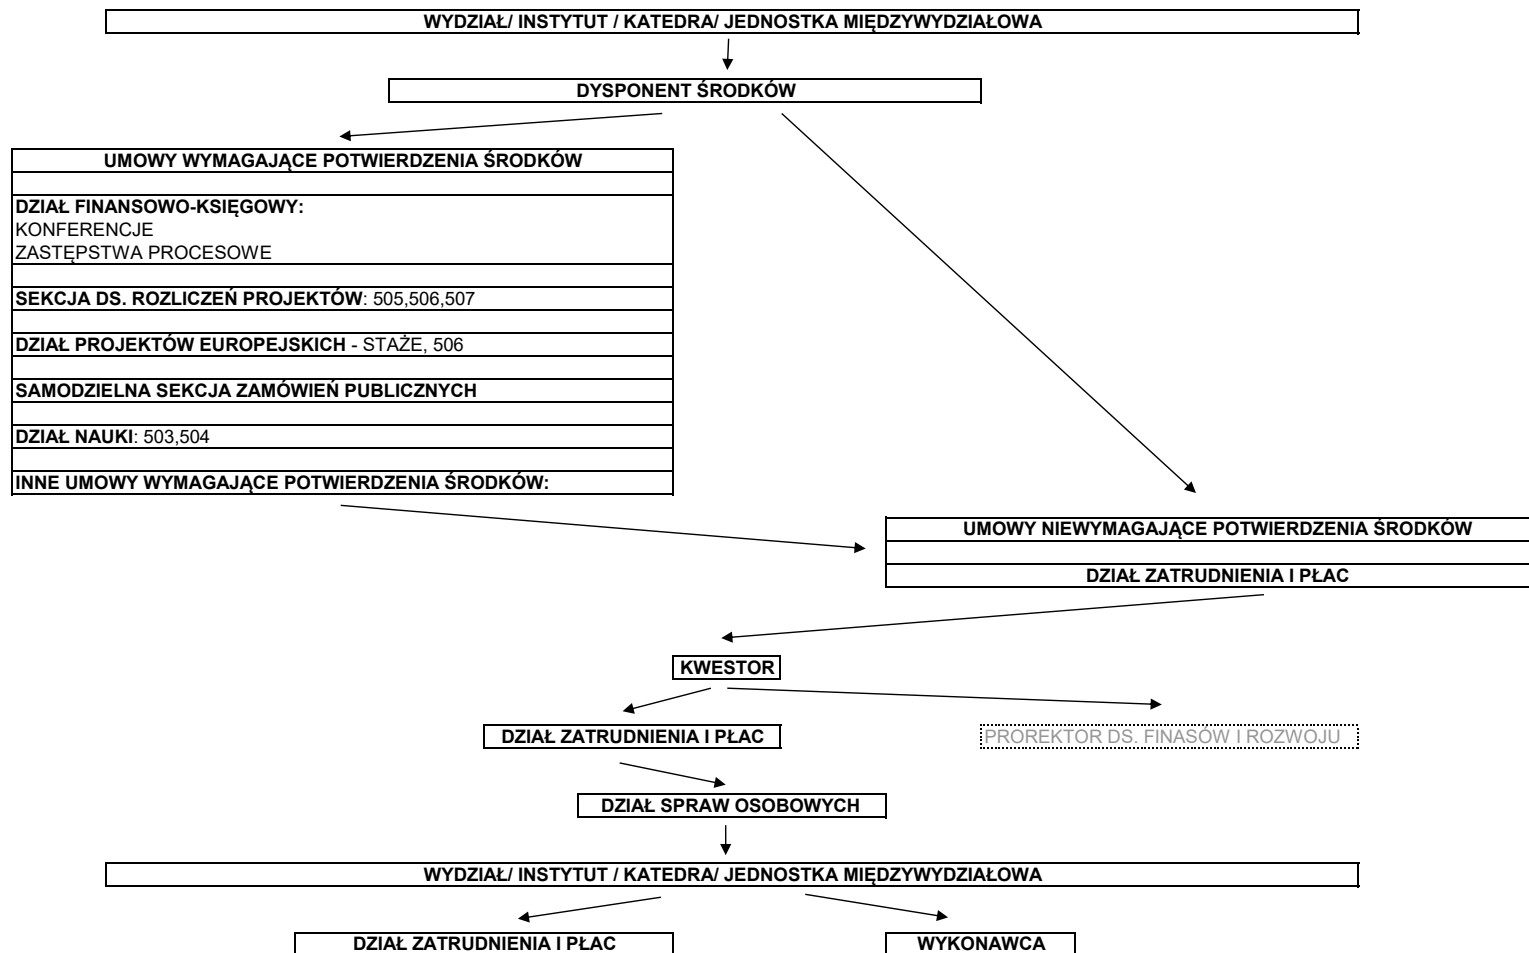 WYDZIAŁ/ INSTYTUT / KATEDRA/ JEDNOSTKA MIĘDZYWYDZIAŁOWA
DYSPONENT ŚRODKÓW
UMOWY WYMAGAJĄCE POTWIERDZENIA ŚRODKÓW
DZIAŁ FINANSOWO-KSIĘGOWY:
KONFERENCJE
ZASTĘPSTWA PROCESOWE
SEKCJA DS. ROZLICZEŃ PROJEKTÓW: 505,506,507
DZIAŁ PROJEKTÓW EUROPEJSKICH - STAŻE, 506
SAMODZIELNA SEKCJA ZAMÓWIEŃ PUBLICZNYCH
DZIAŁ NAUKI: 503,504
INNE UMOWY WYMAGAJĄCE POTWIERDZENIA ŚRODKÓW:
UMOWY NIEWYMAGAJĄCE POTWIERDZENIA ŚRODKÓW
DZIAŁ ZATRUDNIENIA I PŁAC
KWESTOR
DZIAŁ ZATRUDNIENIA I PŁAC
PROREKTOR DS. FINASÓW I ROZWOJU
DZIAŁ SPRAW OSOBOWYCH
WYDZIAŁ/ INSTYTUT / KATEDRA/ JEDNOSTKA MIĘDZYWYDZIAŁOWA
DZIAŁ ZATRUDNIENIA I PŁAC
WYKONAWCA